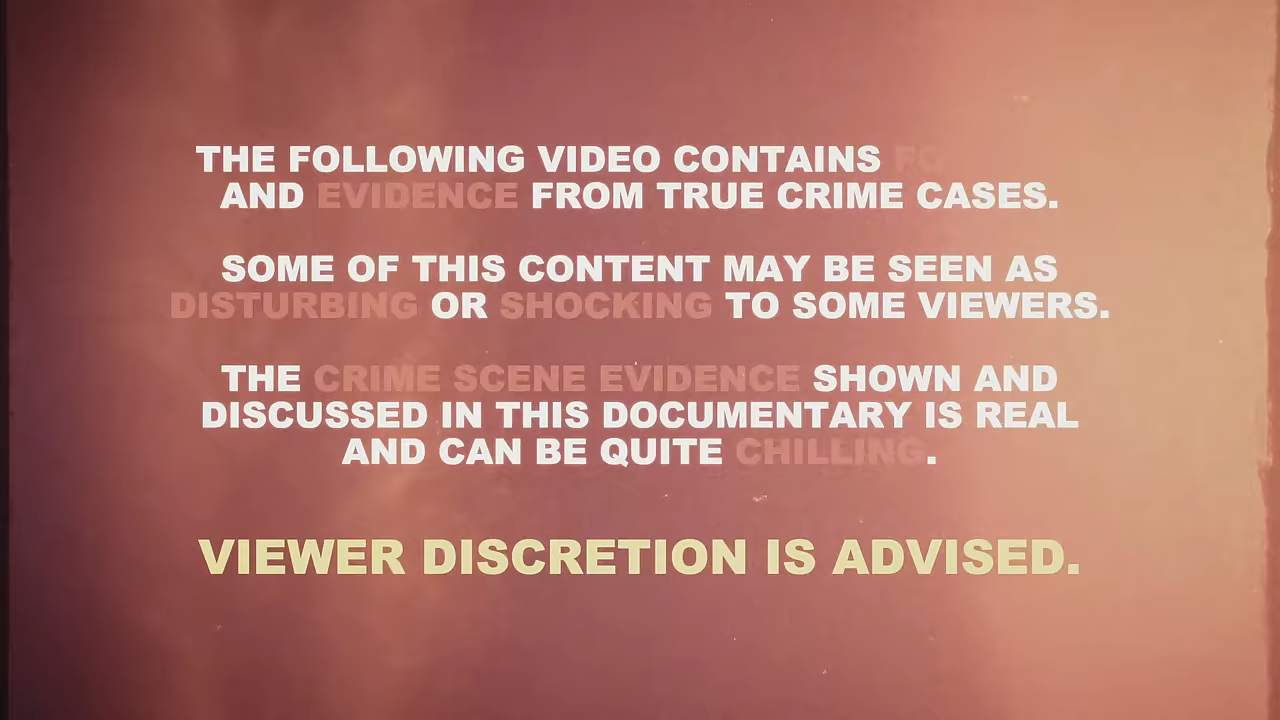 THE FOLLOWING VIDEO CONTAINS
AND EVIDENCE FROM TRUE CRIME CASES.
SOME OF THIS CONTENT MAY BE SEEN AS
DISTURBING OR SHOCKING TO SOME VIEWERS.
THE CRIME SCENE EVIDENCE SHOWN AND
DISCUSSED IN THIS DOCUMENTARY IS REAL
AND CAN BE QUITE CHILLING.
VIEWER DISCRETION IS ADVISED.